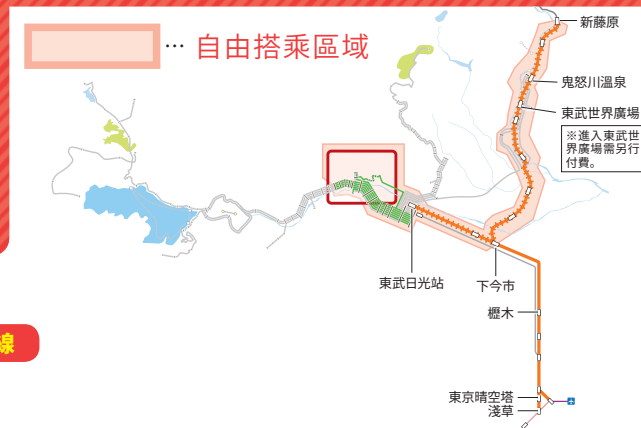 … 自由搭乘區域
新藤原
鬼怒川溫泉
東武世界廣場
※進入東武世
界廣場需另行
付費。
東武日光站
下今市
櫪木
線
東京晴空塔
淺草